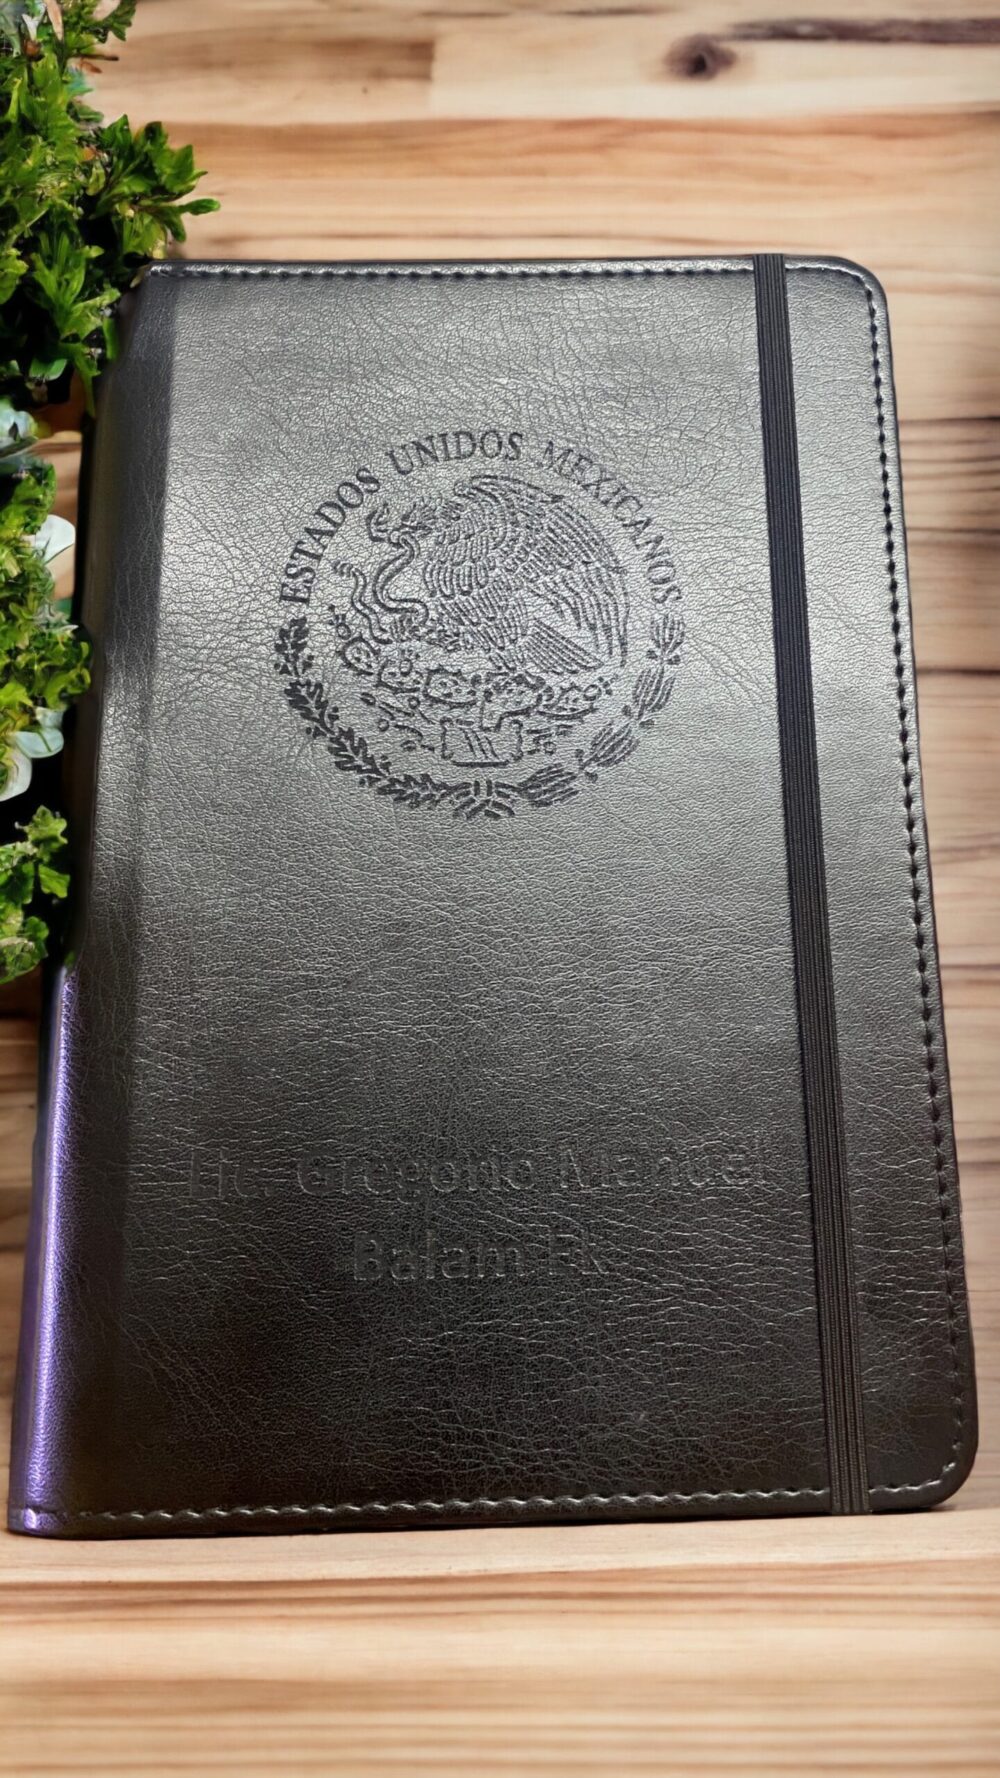 ESTADOS UNIDOS MEXICANOS
Lic. Gregorio Manuel
Balam